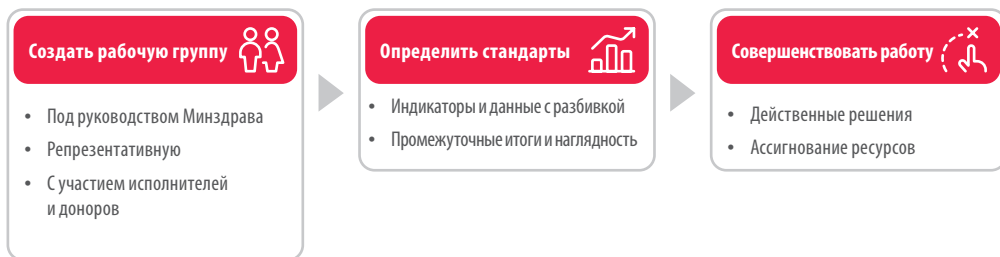 Создать рабочую группу
• Под руководством Минздрава
• Репрезентативную
• С участием исполнителей
и доноров
Определить стандарты
• Индикаторы и данные с разбивкой
• Промежуточные итоги и наглядность
Совершенствовать работу
• Действенные решения
• Ассигнование ресурсов